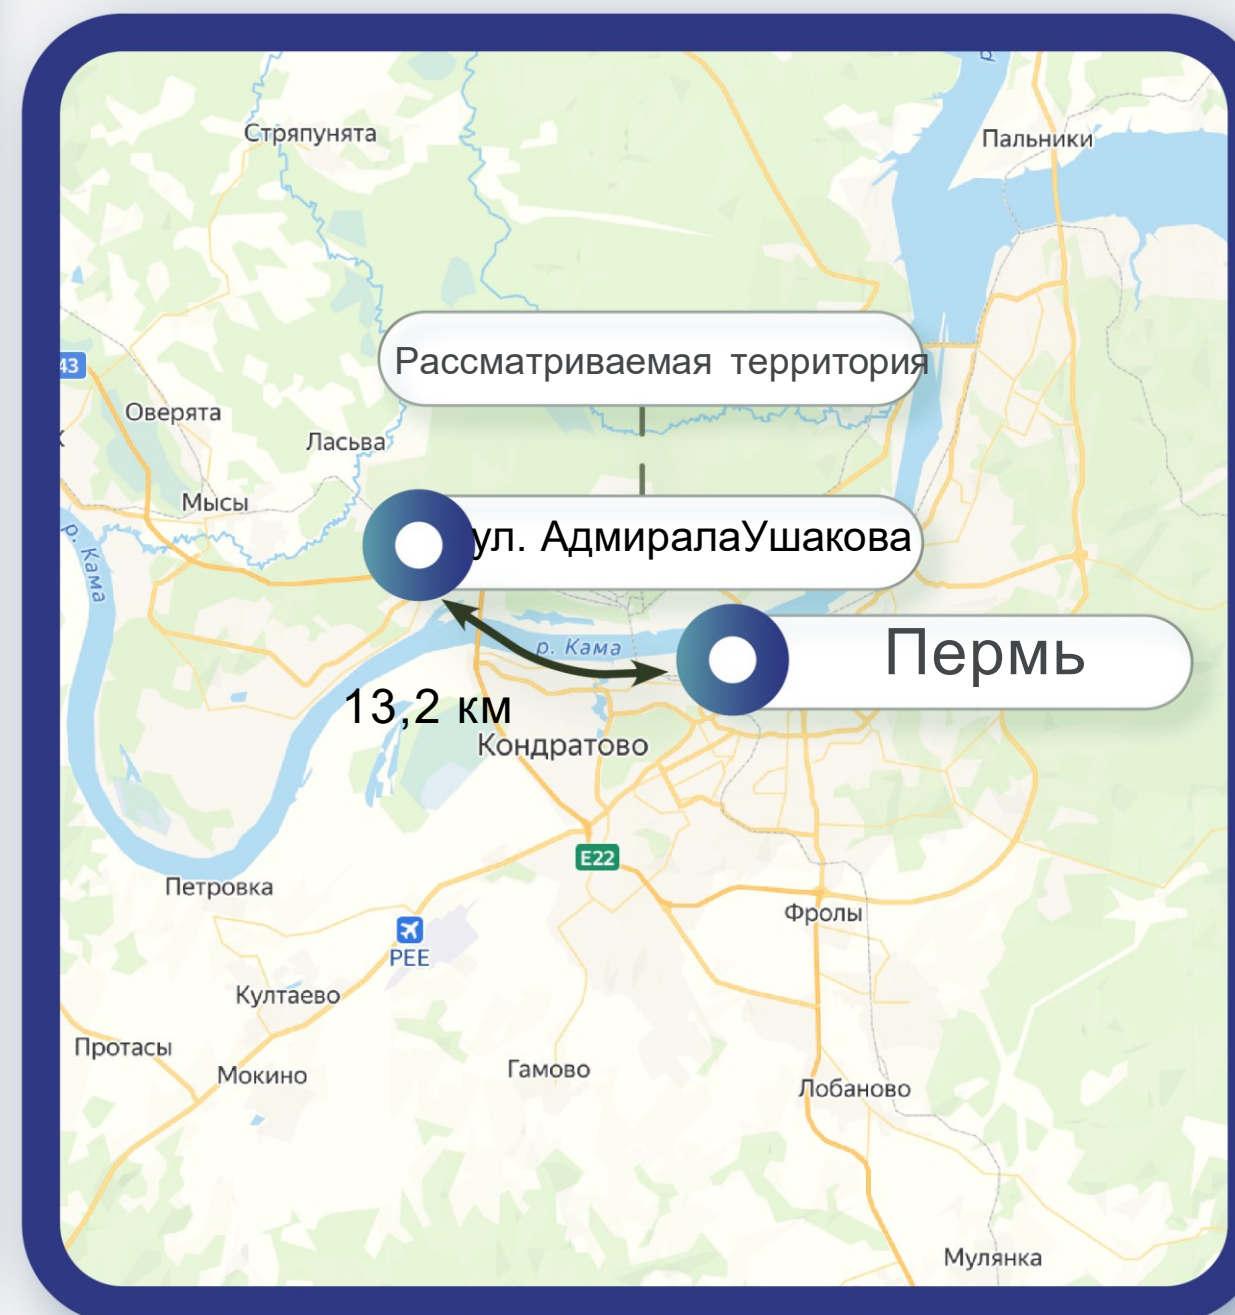 р.
Стряпунята
Пальники
Рассматриваемая территория
43
Оверята
Ласьва
Мысы
ул. АдмиралаУшакова
р. Кама
р. Кама
Пермь
13,2 км
Кондратово
E22
Петровка
Фролы
PEE
Култаево
Протасы
Мокино
Гамово
Лобаново
Мулянка